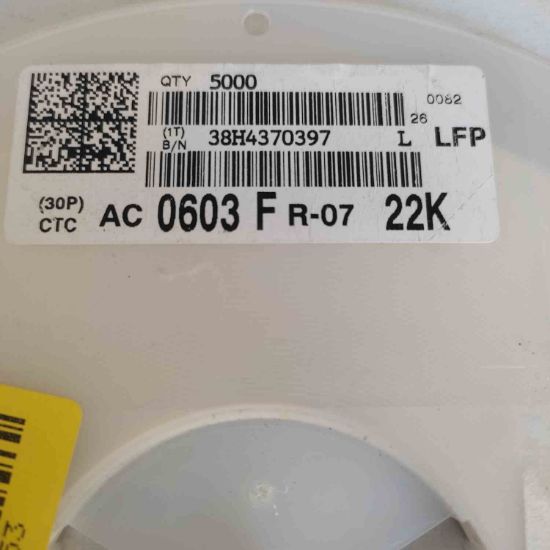 QTY 5000
0082
26
(1T) B/N 38H4370397 L LFP
(30P) CTC AC 0603 F R-07 22K